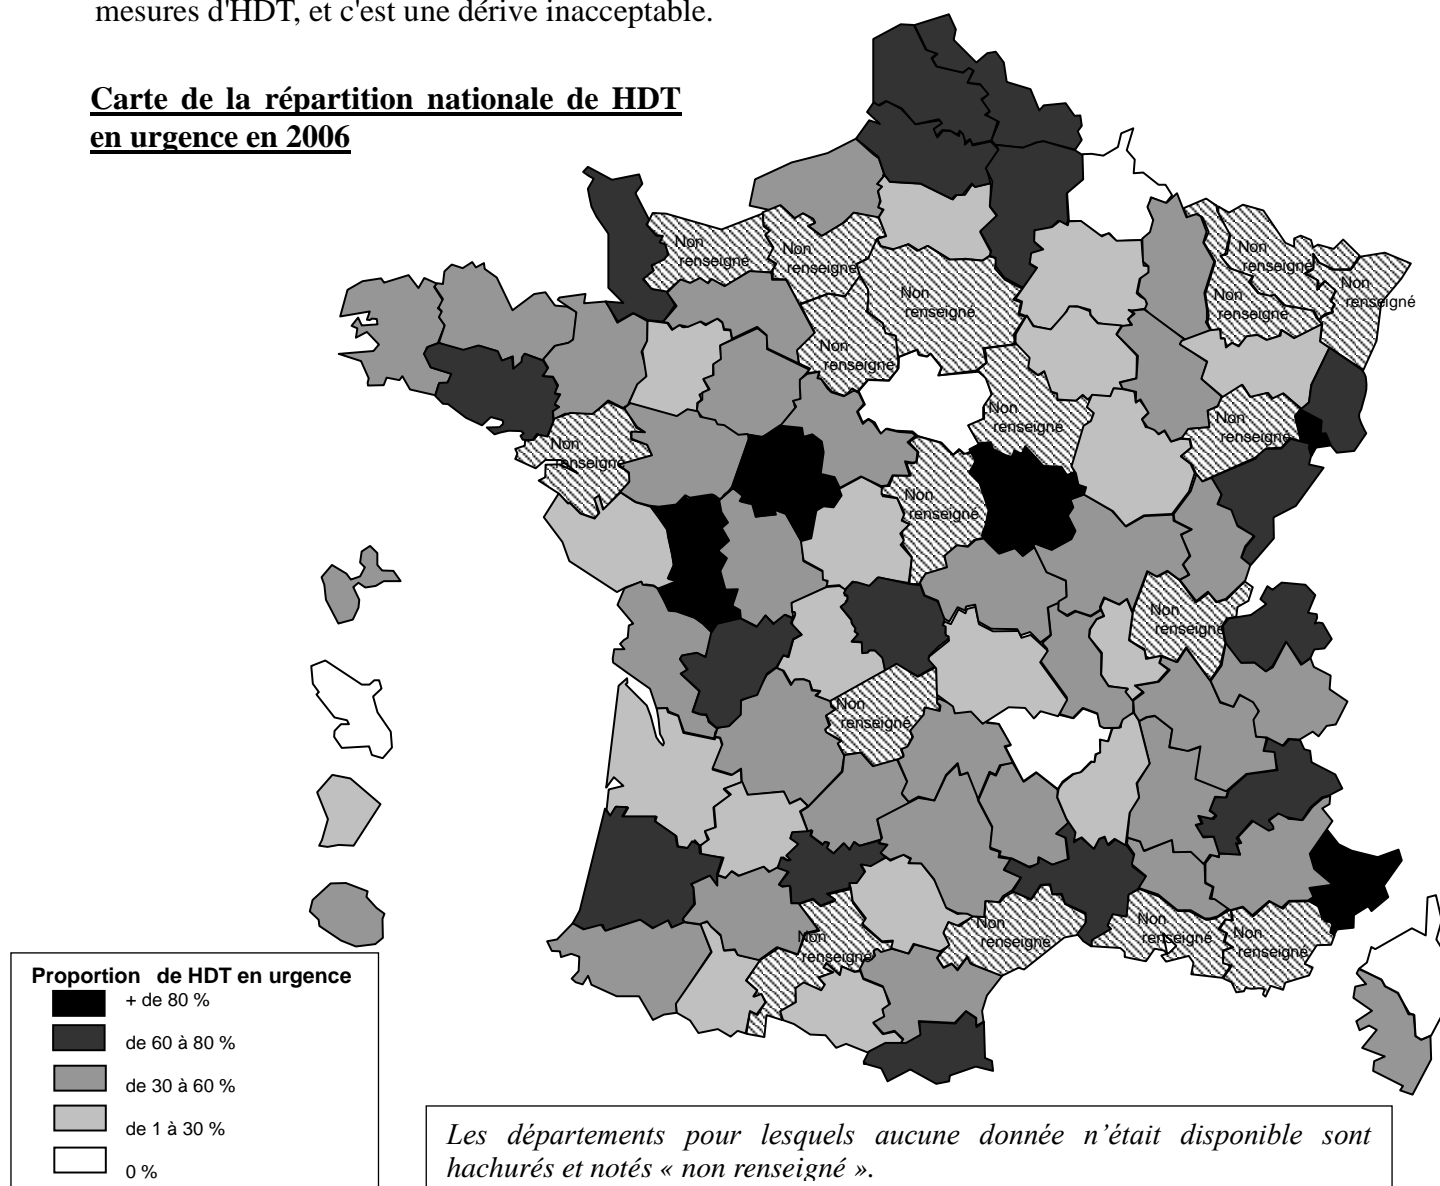 mesures d'HDT, et c'est une dérive inacceptable.
Carte de la répartition nationale de HDT
en urgence en 2006
Non
renseigné
Non
renseigné
Non
renseigné
Non
renseigné
Non
renseigné
Non
renseigné
Non
renseigné
Non
renseigné
Non
renseigné
Non
renseigné
Non
renseigné
Non
renseigné
Non
renseigné
Non
renseigné
Non
renseigné
Non
renseigné
Non
renseigné
Non
renseigné
Proportion de HDT en urgence
+ de 80 %
de 60 à 80 %
de 30 à 60 %
de 1 à 30 %
0 %
Les départements pour lesquels aucune donnée n'était disponible sont
hachurés et notés « non renseigné ».